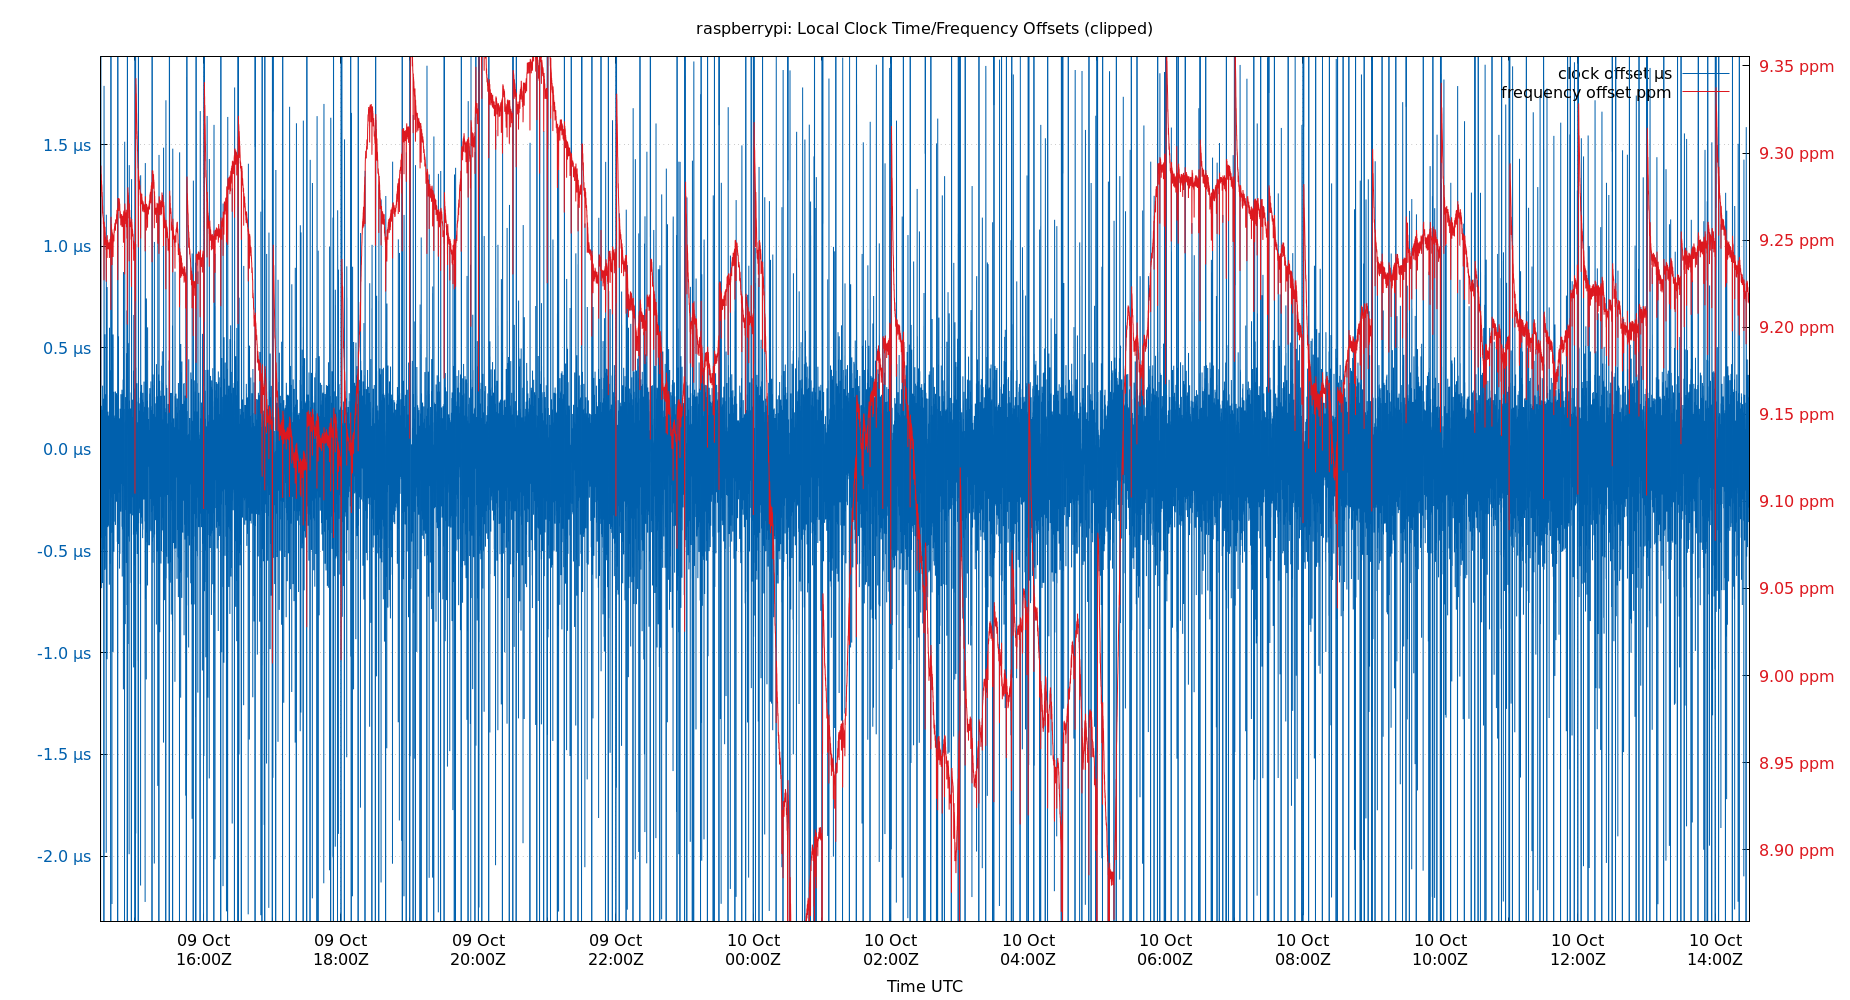 raspberrypi: Local Clock Time/Frequency Offsets (clipped)
clock offset µs
frequency offset ppm
1.5 µs
1.0 µs
0.5 µs
0.0 µs
-0.5 µs
-1.0 µs
-1.5 µs
-2.0 µs
9.35 ppm
9.30 ppm
9.25 ppm
9.20 ppm
9.15 ppm
9.10 ppm
9.05 ppm
9.00 ppm
8.95 ppm
8.90 ppm
09 Oct 09 Oct 09 Oct 09 Oct 10 Oct 10 Oct 10 Oct 10 Oct 10 Oct 10 Oct 10 Oct 10 Oct
16:00Z 18:00Z 20:00Z 22:00Z 00:00Z 02:00Z 04:00Z 06:00Z 08:00Z 10:00Z 12:00Z 14:00Z
Time UTC